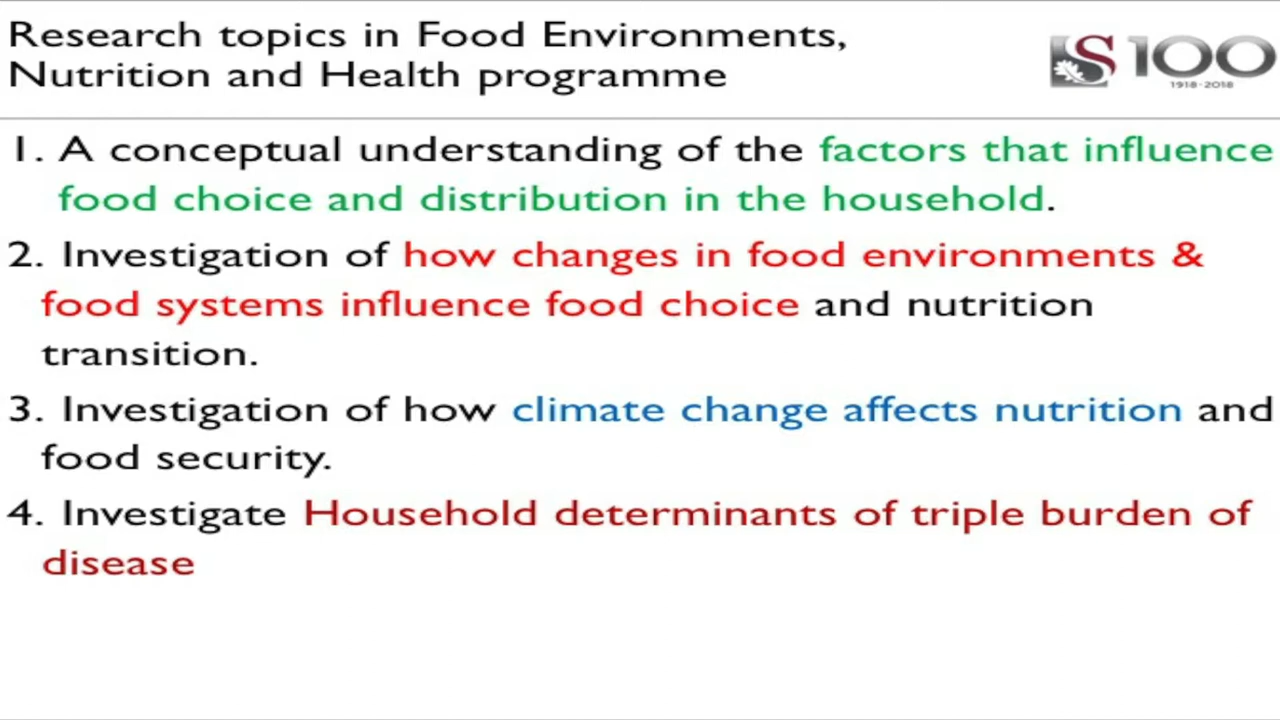 Research topics in Food Environments,
Nutrition and Health programme
S 100
1918-2018
1. A conceptual understanding of the factors that influence
food choice and distribution in the household.
2. Investigation of how changes in food environments &
food systems influence food choice and nutrition
transition.
3. Investigation of how climate change affects nutrition and
food security.
4. Investigate Household determinants of triple burden of
disease